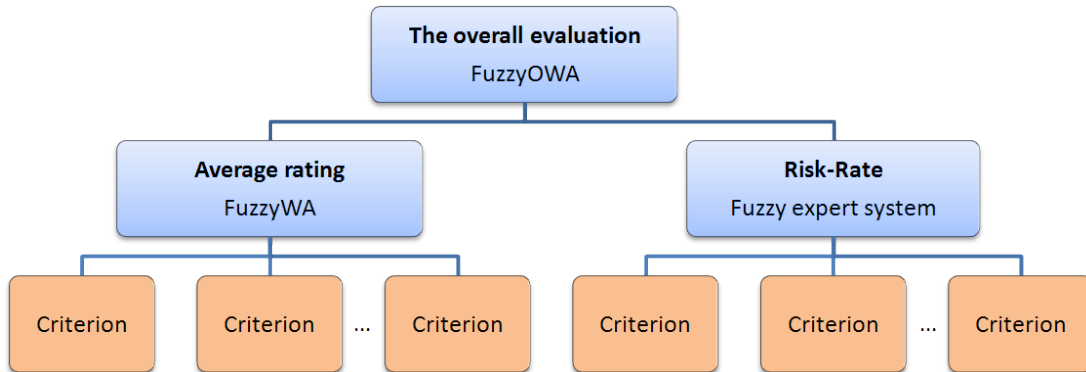 The overall evaluation
FuzzyOWA
Average rating
FuzzyWA
Risk-Rate
Fuzzy expert system
Criterion
Criterion
...
Criterion
Criterion
Criterion
...
Criterion